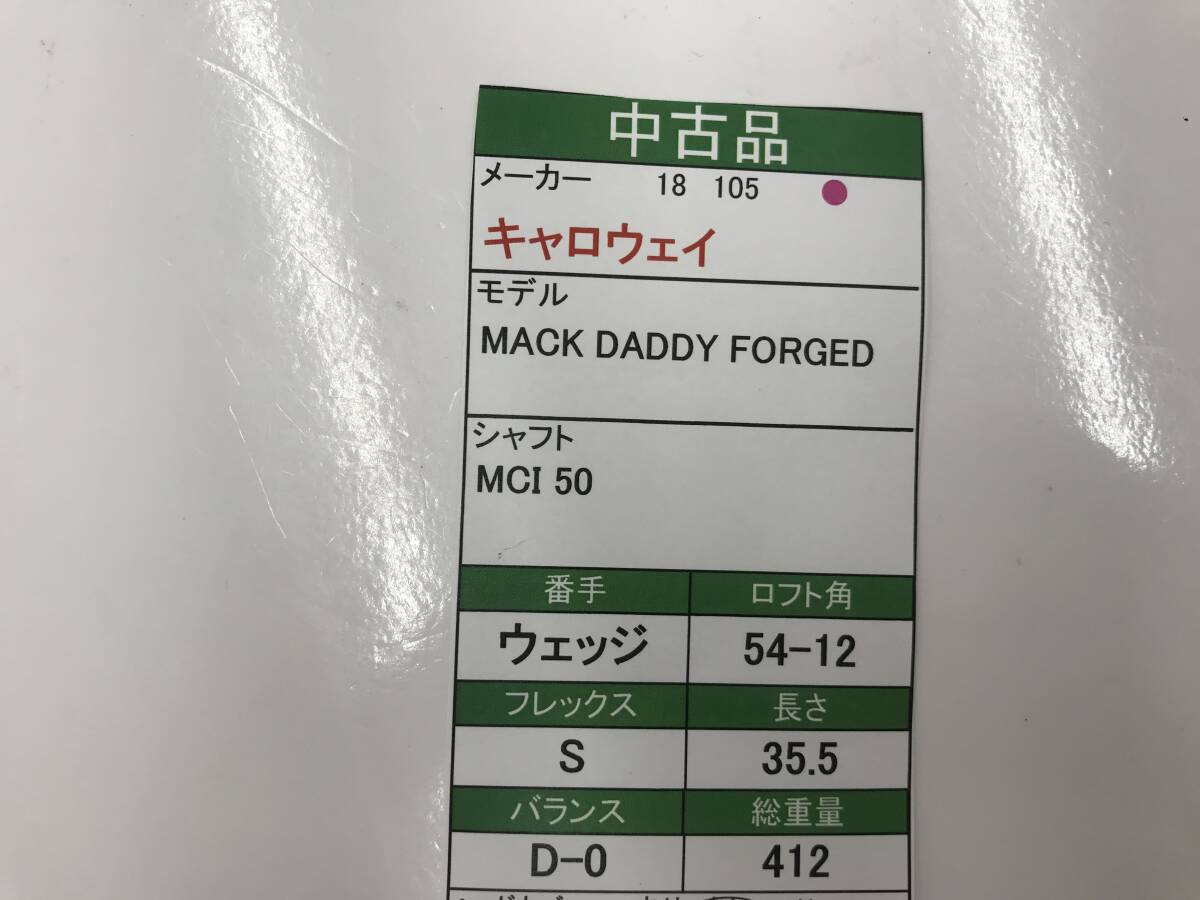 中古品
メーカー 18 105
キャロウェイ
モデル
MACK DADDY FORGED
シャフト
MCI 50
番手 ロフト角
ウェッジ 54-12
フレックス 長さ
S 35.5
バランス 総重量
D-0 412